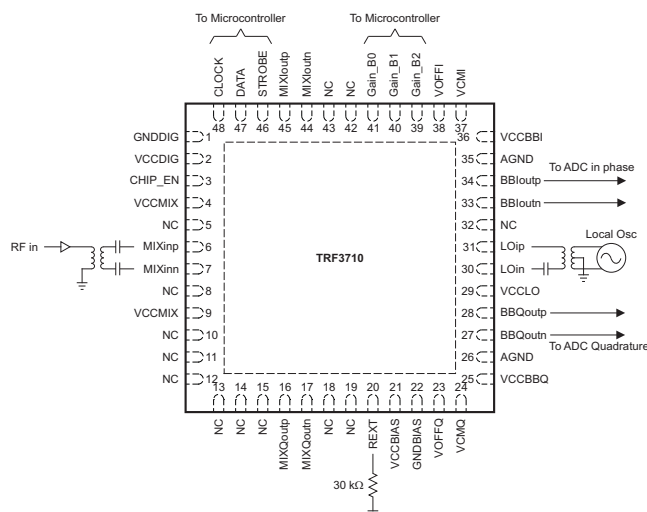 To Microcontroller
To Microcontroller
CLOCK
DATA
STROBE
MIXIoutp
MIXIoutn
NC
NC
Gain_B0
Gain_B1
Gain_B2
VOFFI
VCMI
48
47
46
45
44
43
42
41
40
39
38
37
GNDDIG 1
VCCDIG 2
CHIP_EN 3
VCCMIX 4
NC 5
RF in MIXinp 6
MIXinn 7
NC 8
VCCMIX 9
NC 10
NC 11
NC 12
TRF3710
36 VCCBBI
35 AGND
To ADC in phase
34 BBIoutp
33 BBIoutn
32 NC
Local Osc
31 LOip
30 LOin
29 VCCLO
28 BBQoutp
27 BBQoutn
To ADC Quadrature
26 AGND
25 VCCBBQ
13
14
15
16
17
18
19
20
21
22
23
24
NC
NC
NC
MIXQoutp
MIXQoutn
NC
NC
REXT
VCCBIAS
GNDBIAS
VOFFQ
VCMQ
30 kΩ